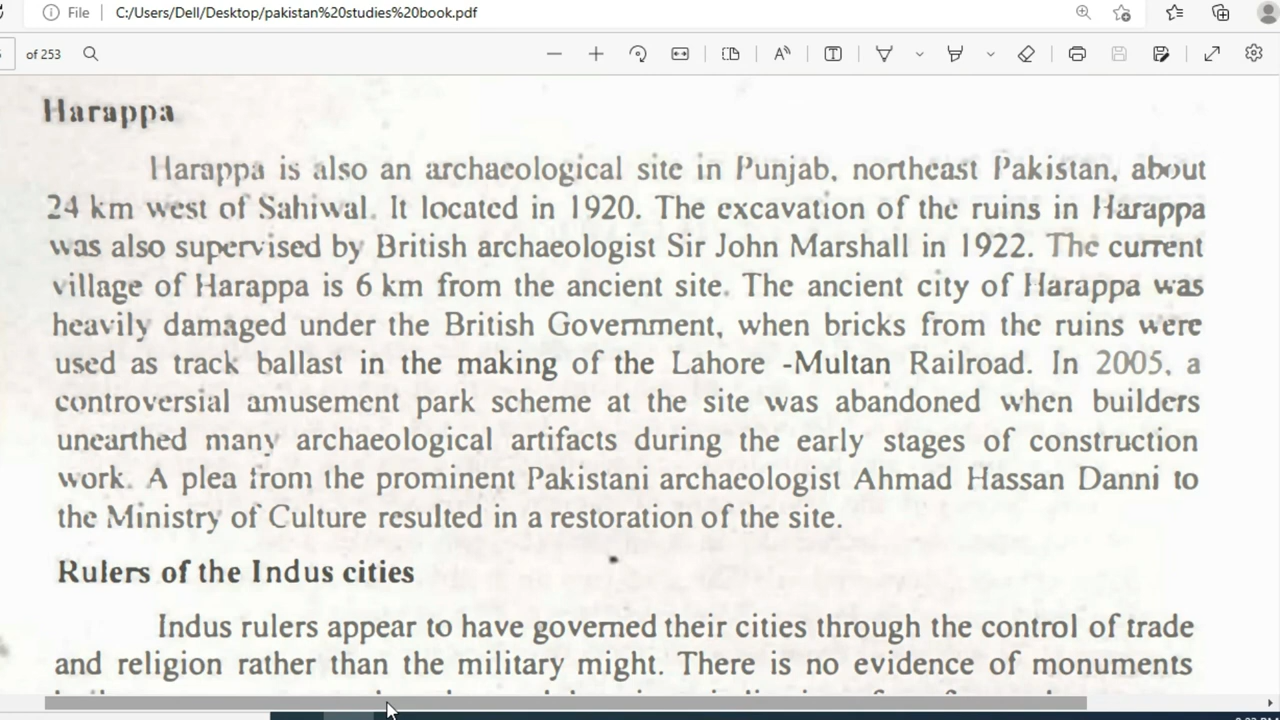 File C:/Users/Dell/Desktop/pakistan%20studies%20book.pdf
of 253
Harappa
Harappa is also an archaeological site in Punjab, northeast Pakistan, about
24 km west of Sahiwal. It located in 1920. The excavation of the ruins in Harappa
was also supervised by British archaeologist Sir John Marshall in 1922. The current
village of Harappa is 6 km from the ancient site. The ancient city of Harappa was
heavily damaged under the British Government, when bricks from the ruins were
used as track ballast in the making of the Lahore -Multan Railroad. In 2005, a
controversial amusement park scheme at the site was abandoned when builders
unearthed many archaeological artifacts during the early stages of construction
work. A plea from the prominent Pakistani archaeologist Ahmad Hassan Danni to
the Ministry of Culture resulted in a restoration of the site.
Rulers of the Indus cities
Indus rulers appear to have governed their cities through the control of trade
and religion rather than the military might. There is no evidence of monuments